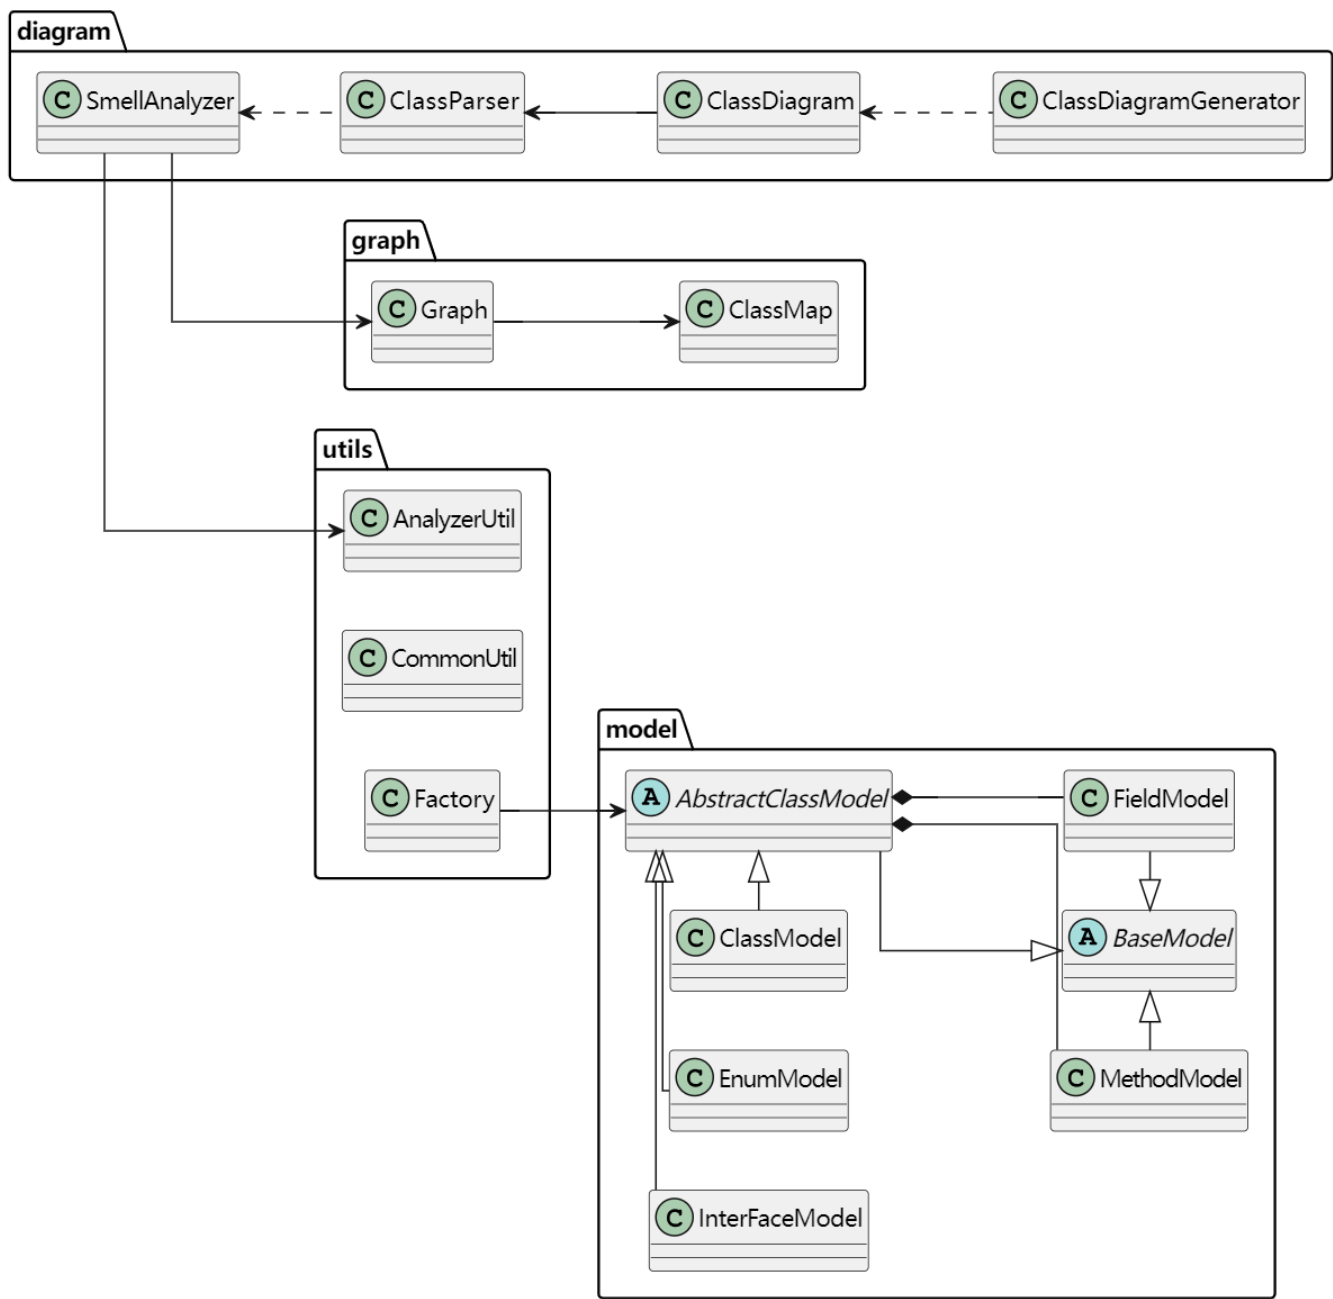 diagram
C SmellAnalyzer
C ClassParser
C ClassDiagram
C ClassDiagramGenerator
graph
C Graph
C ClassMap
utils
C AnalyzerUtil
C CommonUtil
C Factory
model
A AbstractClassModel
C FieldModel
C ClassModel
A BaseModel
C EnumModel
C MethodModel
C InterFaceModel